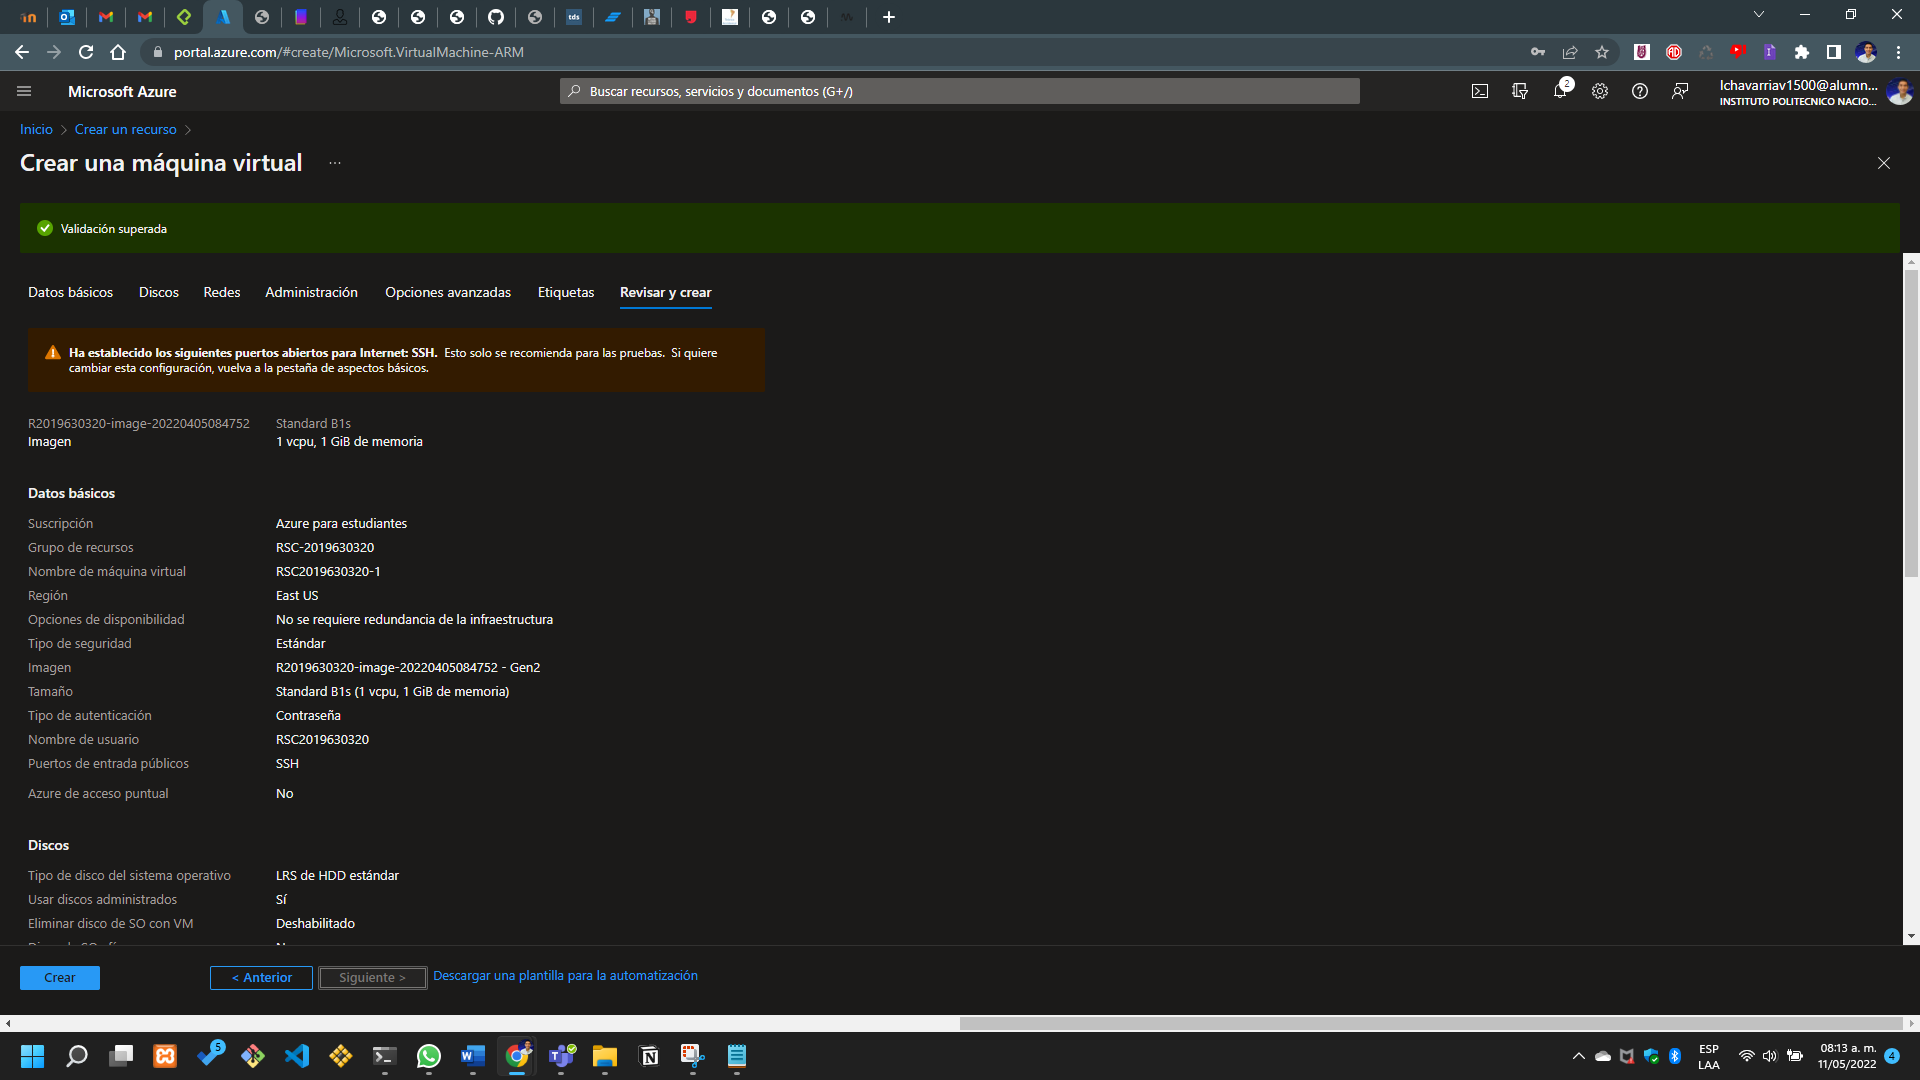 portal.azure.com/#create/Microsoft.VirtualMachine-ARM
Microsoft Azure
Buscar recursos, servicios y documentos (G+/)
2
lchavarriav1500@alumn...
INSTITUTO POLITECNICO NACIO...
Inicio > Crear un recurso >
Crear una máquina virtual ...
Validación superada
Datos básicos Discos Redes Administración Opciones avanzadas Etiquetas Revisar y crear
Ha establecido los siguientes puertos abiertos para Internet: SSH. Esto solo se recomienda para las pruebas. Si quiere
cambiar esta configuración, vuelva a la pestaña de aspectos básicos.
R2019630320-image-20220405084752 Standard B1s
Imagen 1 vcpu, 1 GiB de memoria
Datos básicos
Suscripción Azure para estudiantes
Grupo de recursos RSC-2019630320
Nombre de máquina virtual RSC2019630320-1
Región East US
Opciones de disponibilidad No se requiere redundancia de la infraestructura
Tipo de seguridad Estándar
Imagen R2019630320-image-20220405084752 - Gen2
Tamaño Standard B1s (1 vcpu, 1 GiB de memoria)
Tipo de autenticación Contraseña
Nombre de usuario RSC2019630320
Puertos de entrada públicos SSH
Azure de acceso puntual No
Discos
Tipo de disco del sistema operativo LRS de HDD estándar
Usar discos administrados Sí
Eliminar disco de SO con VM Deshabilitado
Crear < Anterior Siguiente > Descargar una plantilla para la automatización
5
ESP
LAA
08:13 a. m.
11/05/2022
4